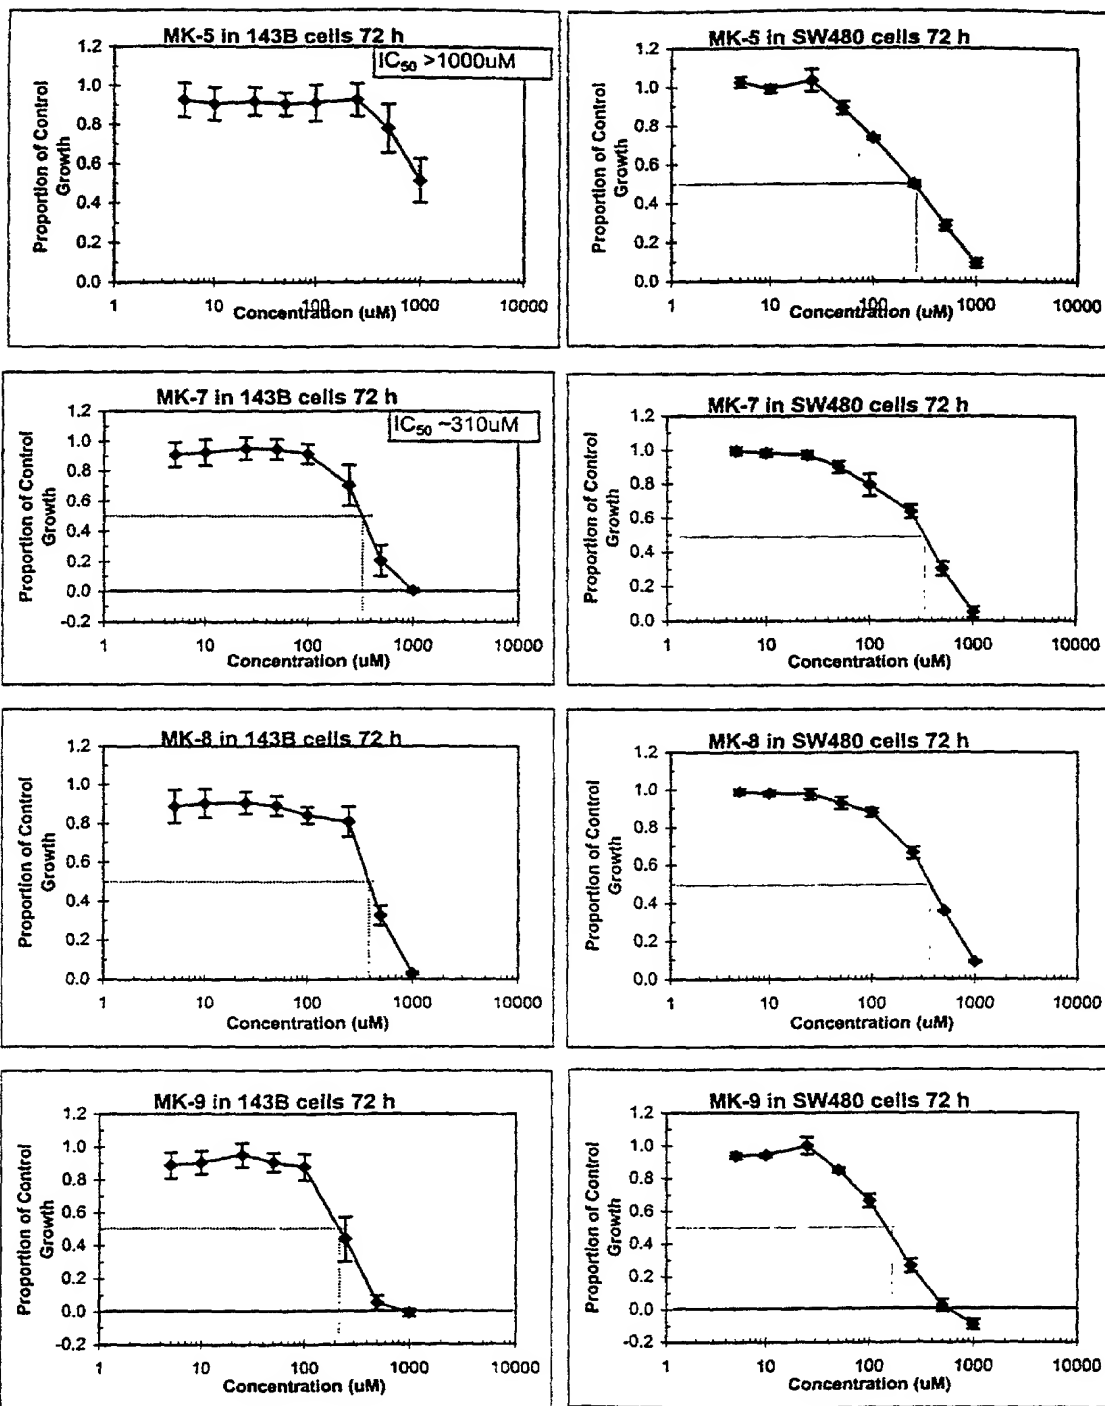 MK-5 in 143B cells 72 h
IC50 >1000uM
Proportion of Control
Growth
1.2
1.0
0.8
0.6
0.4
0.2
0.0
1 10 100 1000 10000
Concentration (uM)
MK-5 in SW480 cells 72 h
Proportion of Control
Growth
1.2
1.0
0.8
0.6
0.4
0.2
0.0
1 10 100 1000 10000
Concentration (uM)
MK-7 in 143B cells 72 h
IC50 ~310uM
Proportion of Control
Growth
1.2
1.0
0.8
0.6
0.4
0.2
0.0
-0.2
1 10 100 1000 10000
Concentration (uM)
MK-7 in SW480 cells 72 h
Proportion of Control
Growth
1.2
1.0
0.8
0.6
0.4
0.2
0.0
1 10 100 1000 10000
Concentration (uM)
MK-8 in 143B cells 72 h
Proportion of Control
Growth
1.2
1.0
0.8
0.6
0.4
0.2
0.0
1 10 100 1000 10000
Concentration (uM)
MK-8 in SW480 cells 72 h
Proportion of Control
Growth
1.2
1.0
0.8
0.6
0.4
0.2
0.0
1 10 100 1000 10000
Concentration (uM)
MK-9 in 143B cells 72 h
Proportion of Control
Growth
1.2
1.0
0.8
0.6
0.4
0.2
0.0
-0.2
1 10 100 1000 10000
Concentration (uM)
MK-9 in SW480 cells 72 h
Proportion of Control
Growth
1.2
1.0
0.8
0.6
0.4
0.2
0.0
-0.2
1 10 100 1000 10000
Concentration (uM)